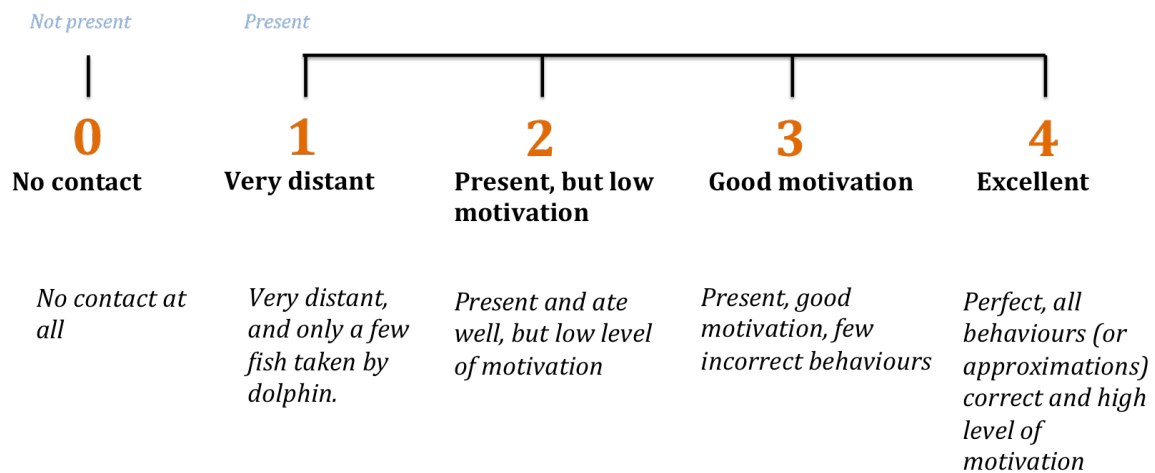 Not present
Present
0
1
2
3
4
No contact
Very distant
Present, but low
motivation
Good motivation
Excellent
No contact at
all
Very distant,
and only a few
fish taken by
dolphin.
Present and ate
well, but low level
of motivation
Present, good
motivation, few
incorrect behaviours
Perfect, all
behaviours (or
approximations)
correct and high
level of
motivation